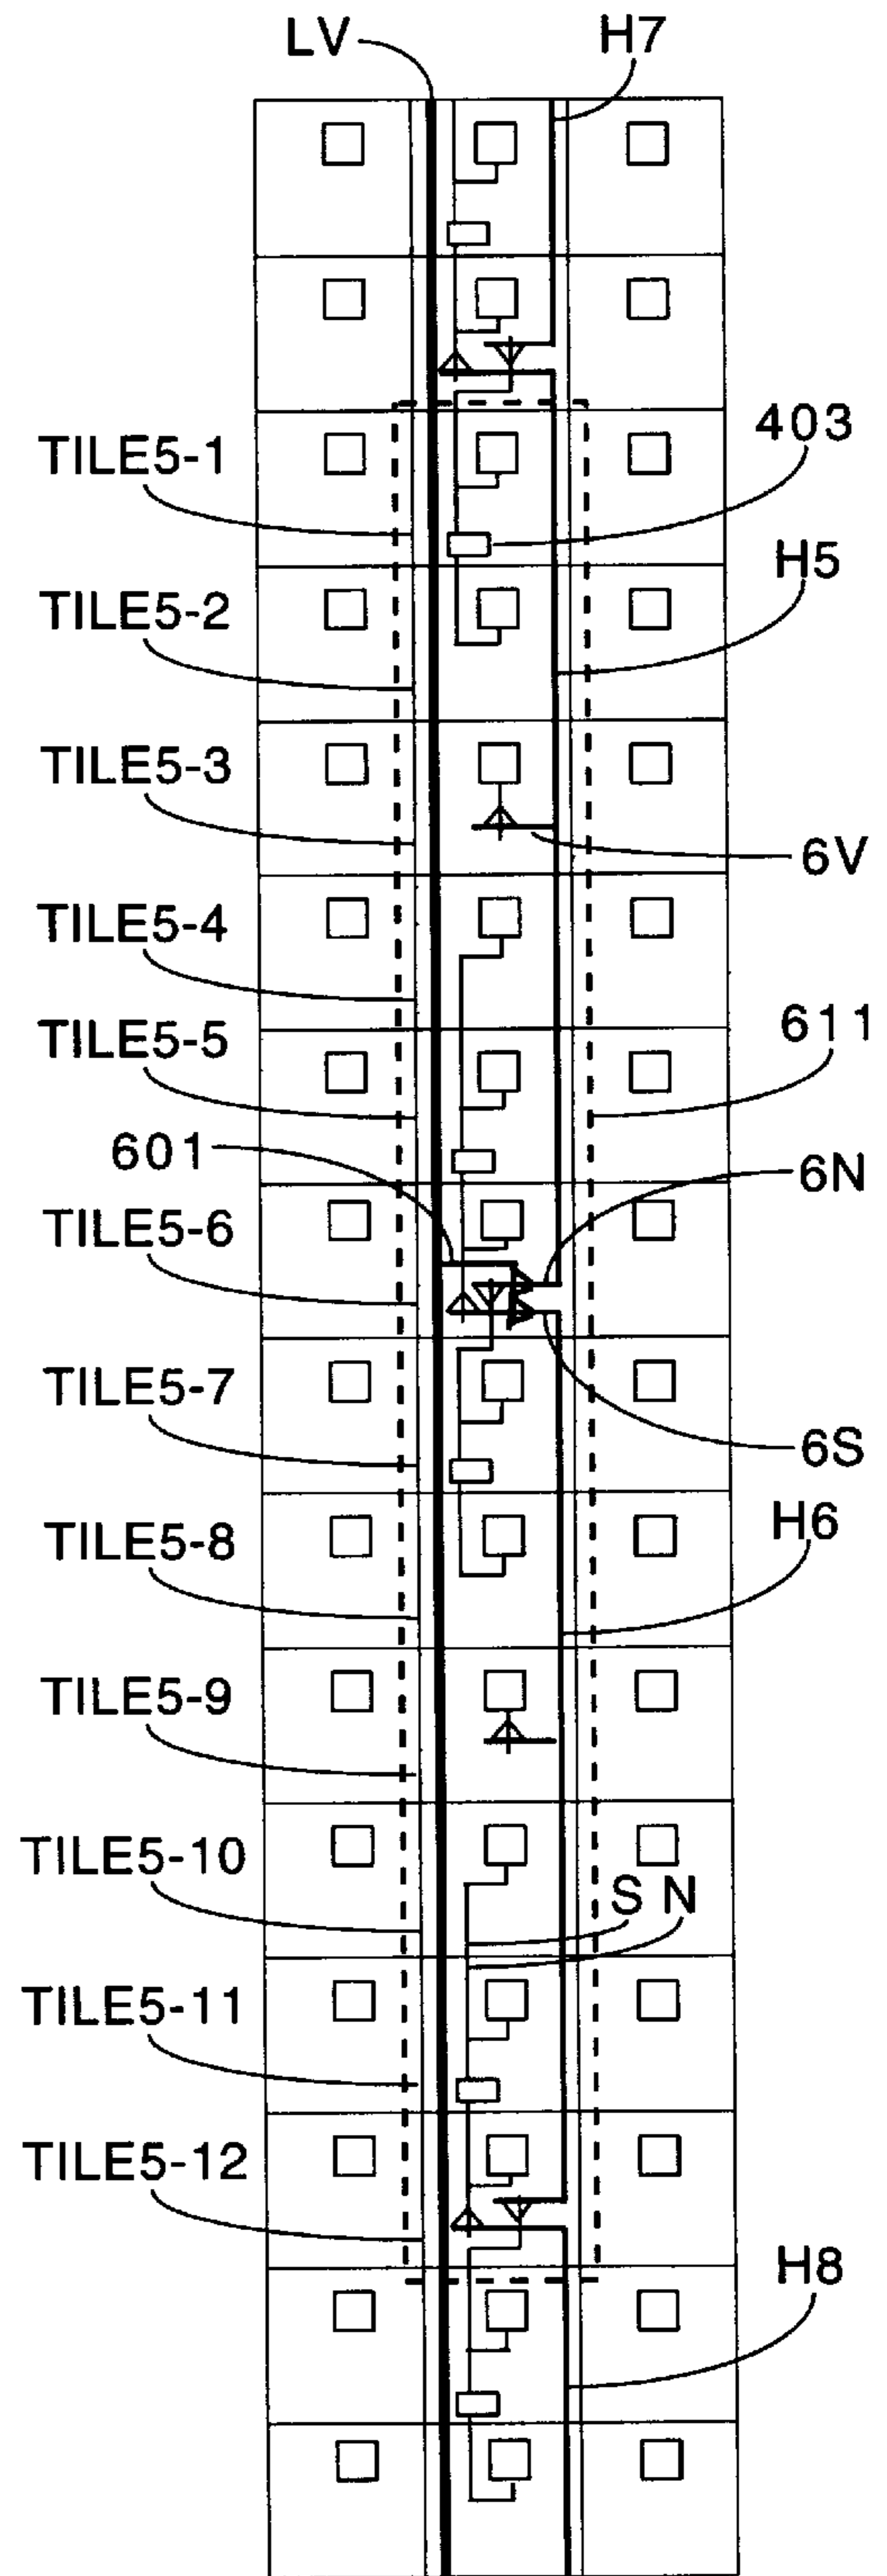 LV
H7
403
TILE5-1
H5
TILE5-2
TILE5-3
6V
TILE5-4
611
TILE5-5
601
6N
TILE5-6
TILE5-7
6S
H6
TILE5-8
TILE5-9
TILE5-10
S N
TILE5-11
TILE5-12
H8